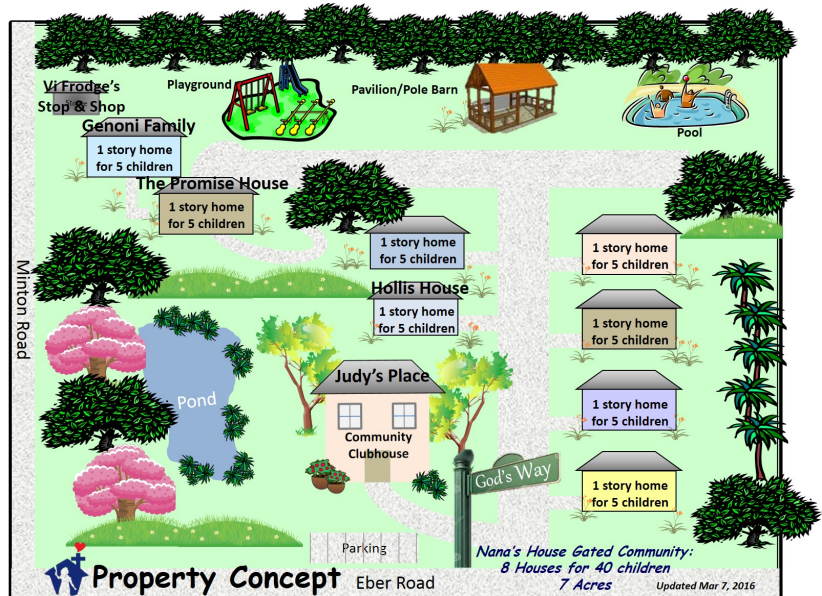 Vi Frodge's
Stop & Shop
Playground
Pavilion/Pole Barn
Pool
Genoni Family
1 story home
for 5 children
The Promise House
1 story home
for 5 children
1 story home
for 5 children
1 story home
for 5 children
Hollis House
1 story home
for 5 children
1 story home
for 5 children
Minton Road
Pond
Judy's Place
Community
Clubhouse
1 story home
for 5 children
1 story home
for 5 children
God's Way
Parking
Nana's House Gated Community:
8 Houses for 40 children
7 Acres
Updated Mar 7, 2016
Property Concept
Eber Road